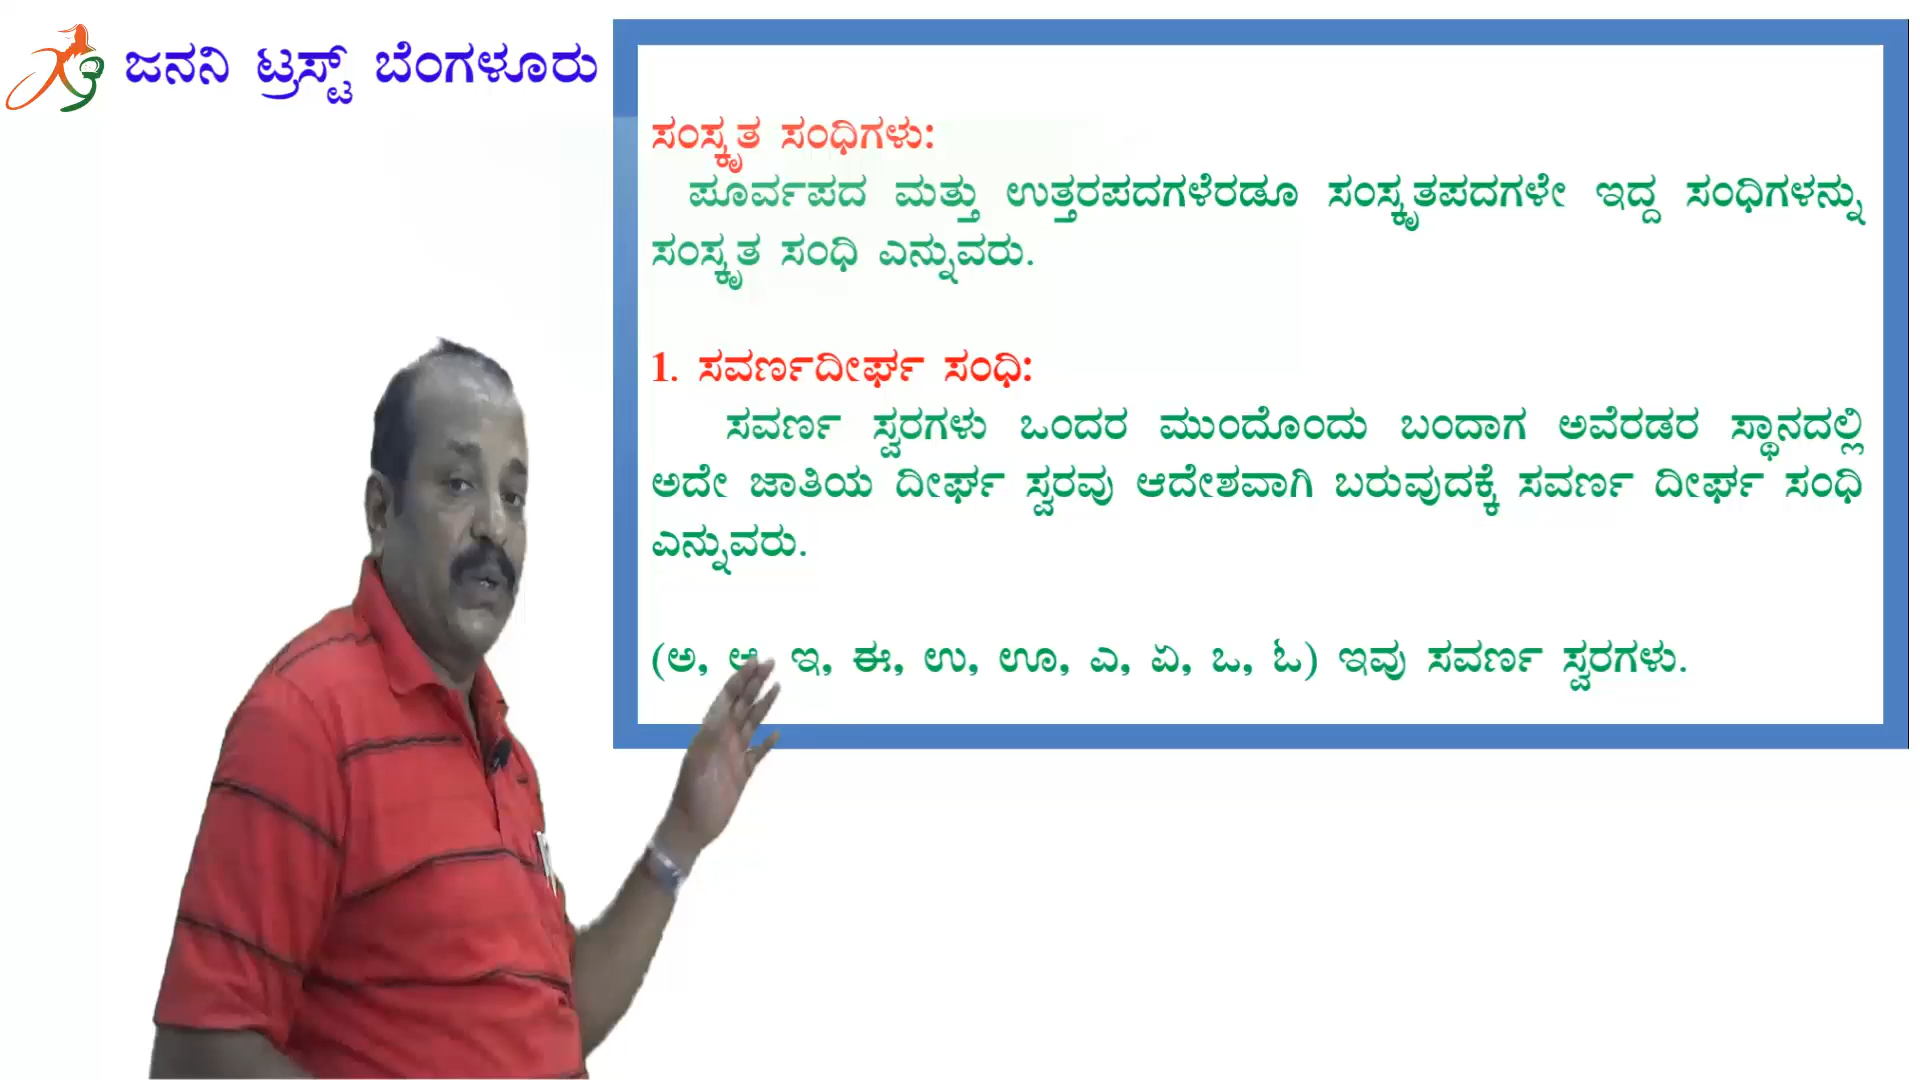 ಜನನಿ ಟ್ರಸ್ಟ್ ಬೆಂಗಳೂರು
ಸಂಸ್ಕೃತ ಸಂಧಿಗಳು:
ಪೂರ್ವಪದ ಮತ್ತು ಉತ್ತರಪದಗಳೆರಡೂ ಸಂಸ್ಕೃತಪದಗಳೇ ಇದ್ದ ಸಂಧಿಗಳನ್ನು
ಸಂಸ್ಕೃತ ಸಂಧಿ ಎನ್ನುವರು.
1. ಸವರ್ಣದೀರ್ಘ ಸಂಧಿ:
ಸವರ್ಣ ಸ್ವರಗಳು ಒಂದರ ಮುಂದೊಂದು ಬಂದಾಗ ಅವೆರಡರ ಸ್ಥಾನದಲ್ಲಿ
ಅದೇ ಜಾತಿಯ ದೀರ್ಘ ಸ್ವರವು ಆದೇಶವಾಗಿ ಬರುವುದಕ್ಕೆ ಸವರ್ಣ ದೀರ್ಘ ಸಂಧಿ
ಎನ್ನುವರು.
(ಅ, ಆ, ಇ, ಈ, ಉ, ಊ, ಎ, ಏ, ಒ, ಓ) ಇವು ಸವರ್ಣ ಸ್ವರಗಳು.